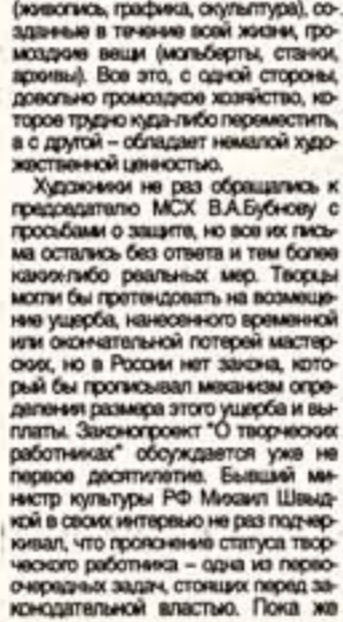 (живопись, графика, скульптура), со-
зданные в течение всей жизни, гро-
моздкие вещи (мольберты, станки,
архивы). Все это, с одной стороны,
довольно громоздкое хозяйство, ко-
торое трудно куда-либо переместить,
а с другой – обладает немалой худо-
жественной ценностью.
Художники не раз обращались к
председателю МСХ В.А.Бубнову с
просьбами о защите, но все их пись-
ма остались без ответа и тем более
каких-либо реальных мер. Творцы
могли бы претендовать на возмеще-
ние ущерба, нанесенного временной
или окончательной потерей мастер-
ских, но в России нет закона, кото-
рый бы прописывал механизм опре-
деления размера этого ущерба и вы-
платы. Законопроект "О творческих
работниках" обсуждается уже не
первое десятилетие. Бывший ми-
нистр культуры РФ Михаил Швыд-
кой в своих интервью не раз подчер-
кивал, что прояснение статуса твор-
ческого работника – одна из перво-
очередных задач, стоящих перед за-
конодательной властью. Пока же